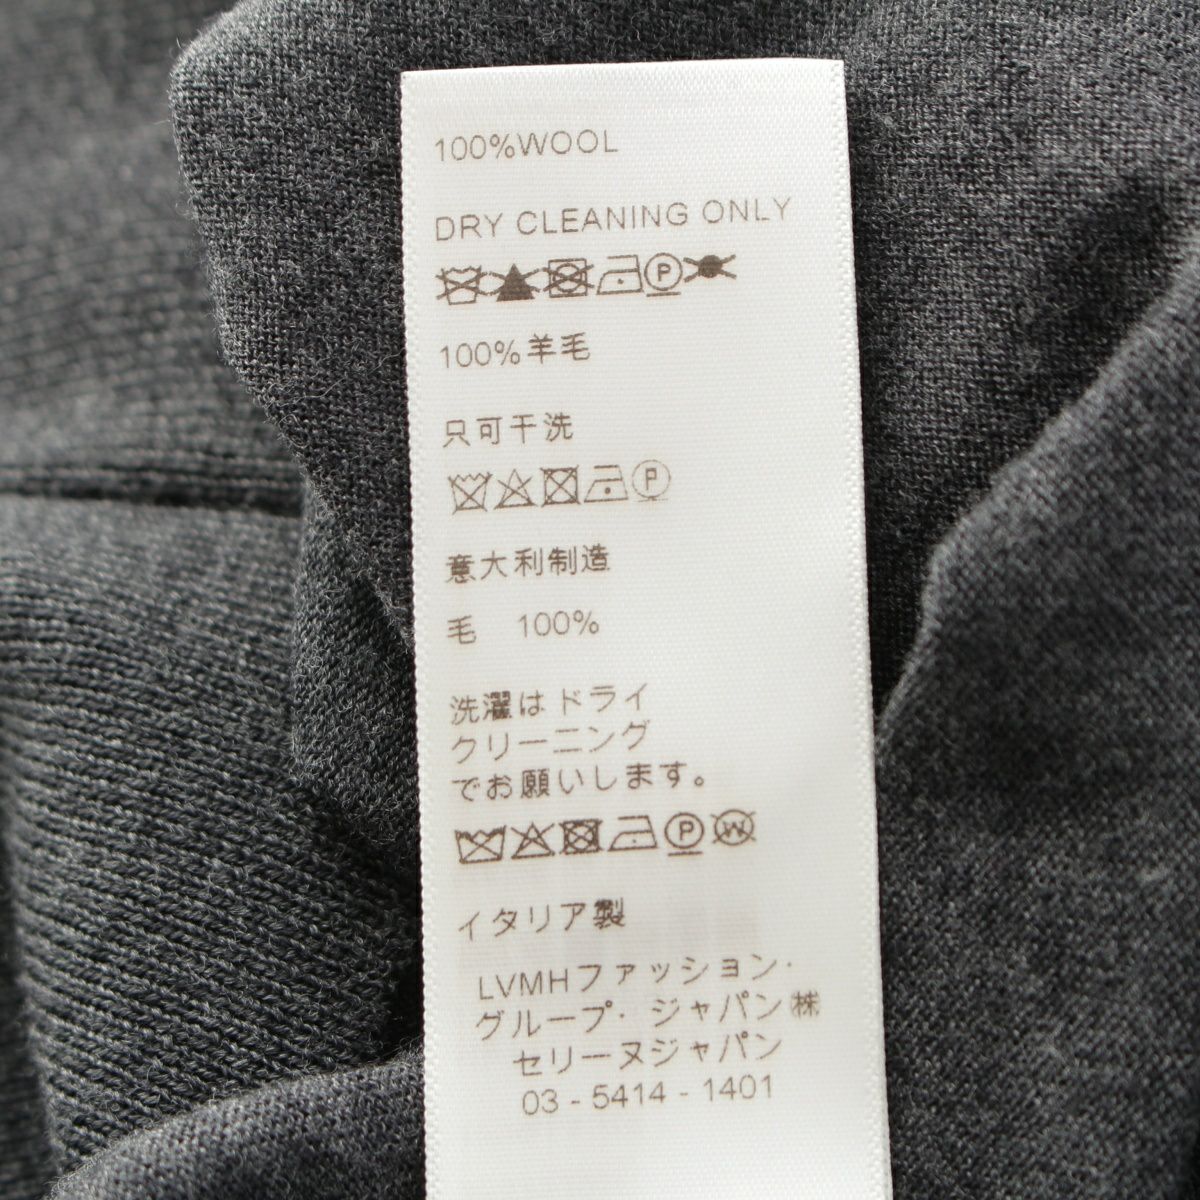 100%WOOL
DRY CLEANING ONLY
P
100%羊毛
只可干洗
P
意大利制造
毛 100%
洗濯はドライ
クリーニング
でお願いします。
P W
イタリア製
LVMHファッション・
グループ・ジャパン㈱
セリーヌジャパン
03 - 5414 - 1401